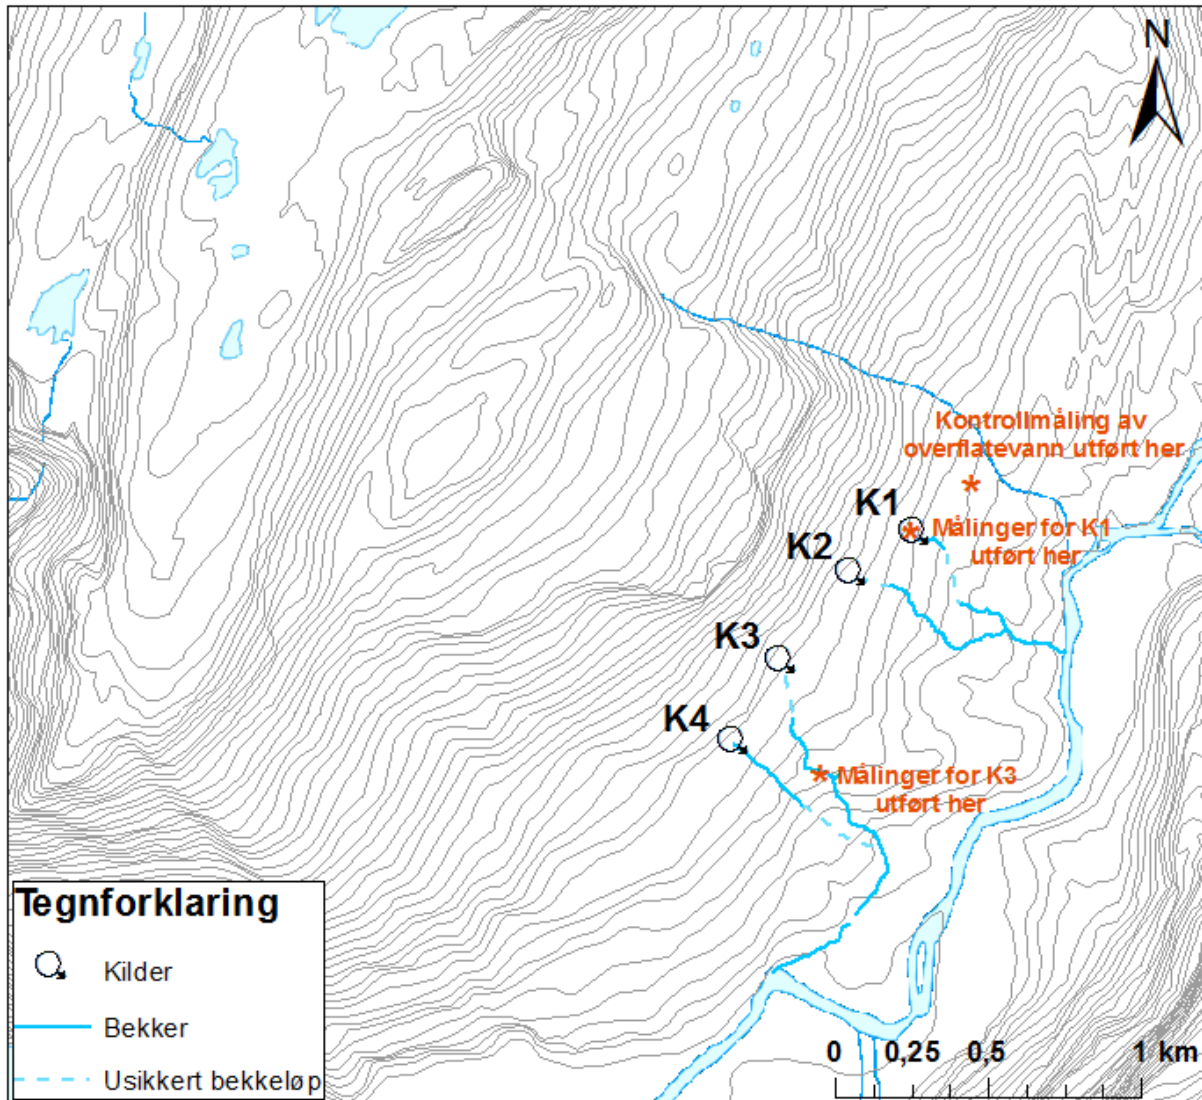 N
Kontrollmåling av
overflatevann utført her
K1
Målinger for K1
utført her
K2
K3
K4
Målinger for K3
utført her
Tegnforklaring
Kilder
Bekker
Usikkert bekkeløp
0 0,25 0,5 1 km